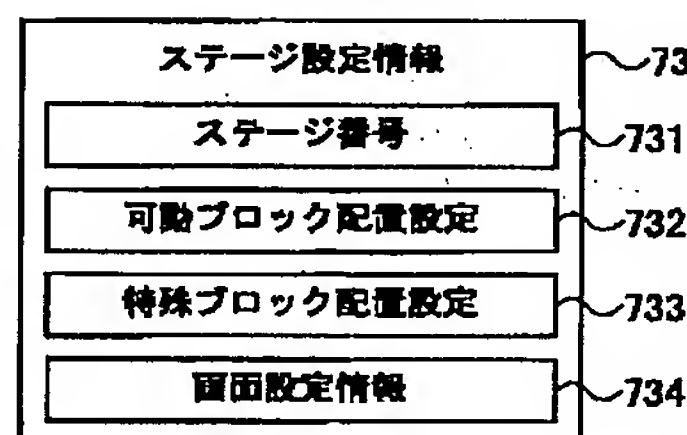 ステージ設定情報 73
ステージ番号 731
可動ブロック配置設定 732
特殊ブロック配置設定 733
画面設定情報 734